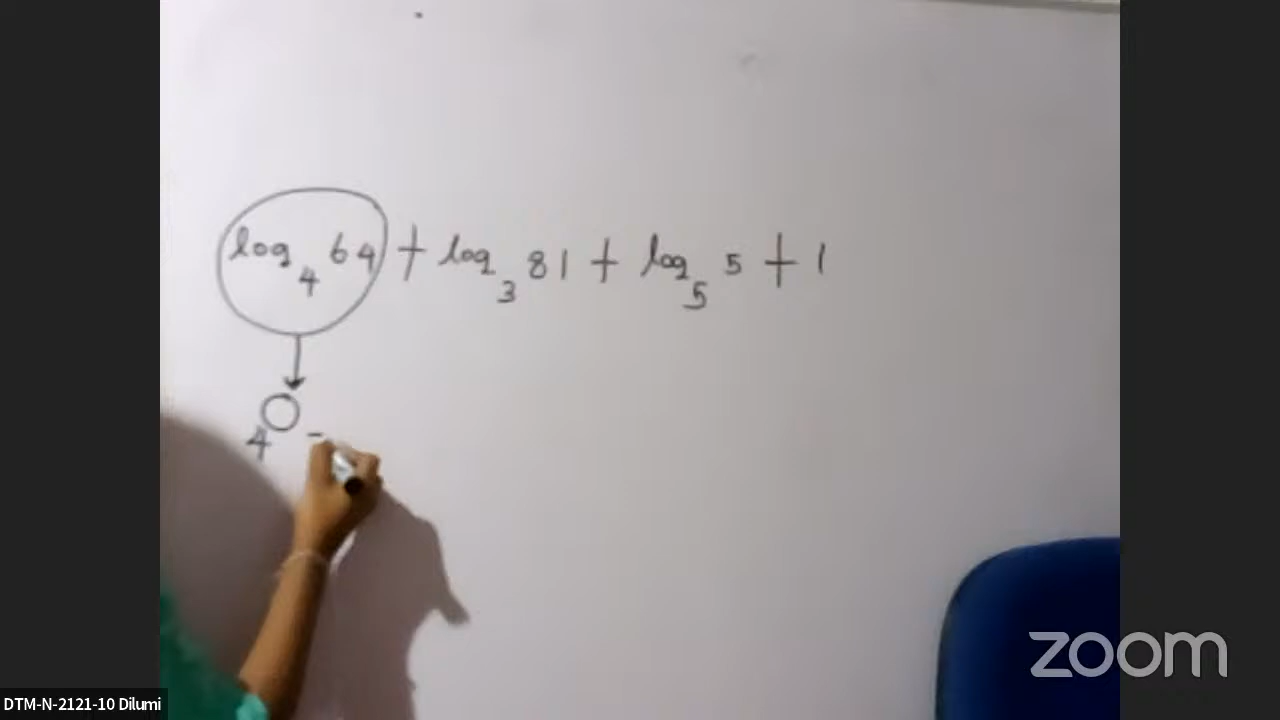 log₄ 64 + log₃ 81 + log₅ 5 + 1
4 =
DTM-N-2121-10 Dilumi
zoom